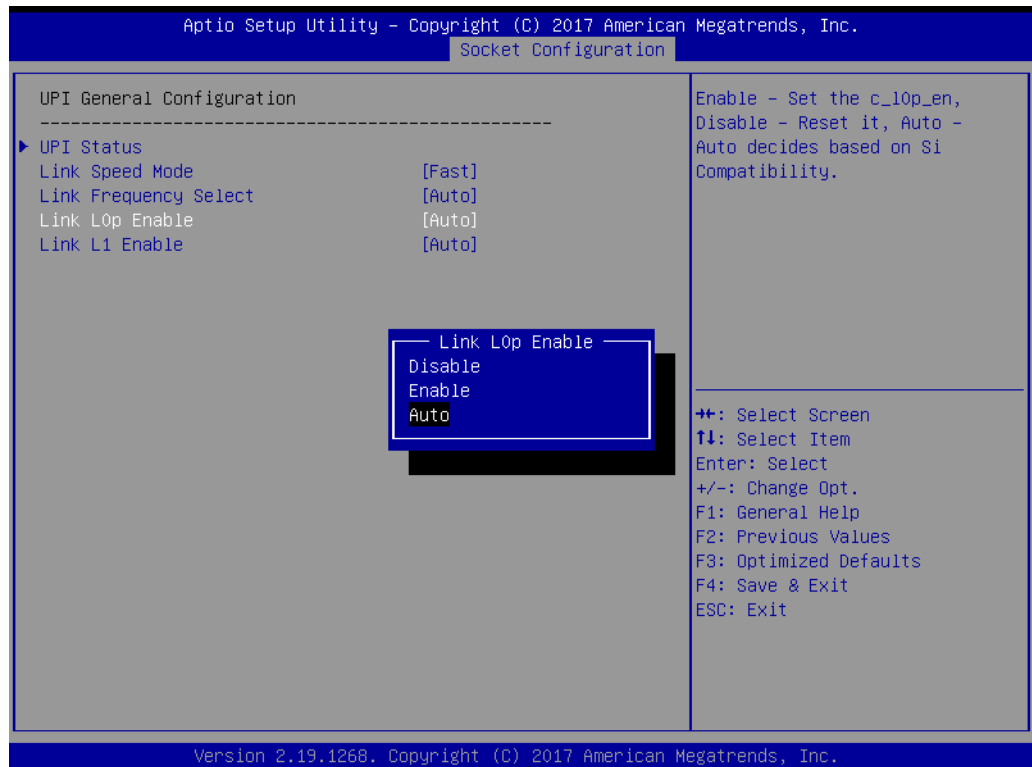 Aptio Setup Utility – Copyright (C) 2017 American Megatrends, Inc.
Socket Configuration
UPI General Configuration
------------------------------------------------
UPI Status
Link Speed Mode [Fast]
Link Frequency Select [Auto]
Link L0p Enable [Auto]
Link L1 Enable [Auto]
Link L0p Enable
Disable
Enable
Auto
Enable – Set the c_l0p_en,
Disable – Reset it, Auto –
Auto decides based on Si
Compatibility.
→←: Select Screen
↑↓: Select Item
Enter: Select
+/-: Change Opt.
F1: General Help
F2: Previous Values
F3: Optimized Defaults
F4: Save & Exit
ESC: Exit
Version 2.19.1268. Copyright (C) 2017 American Megatrends, Inc.